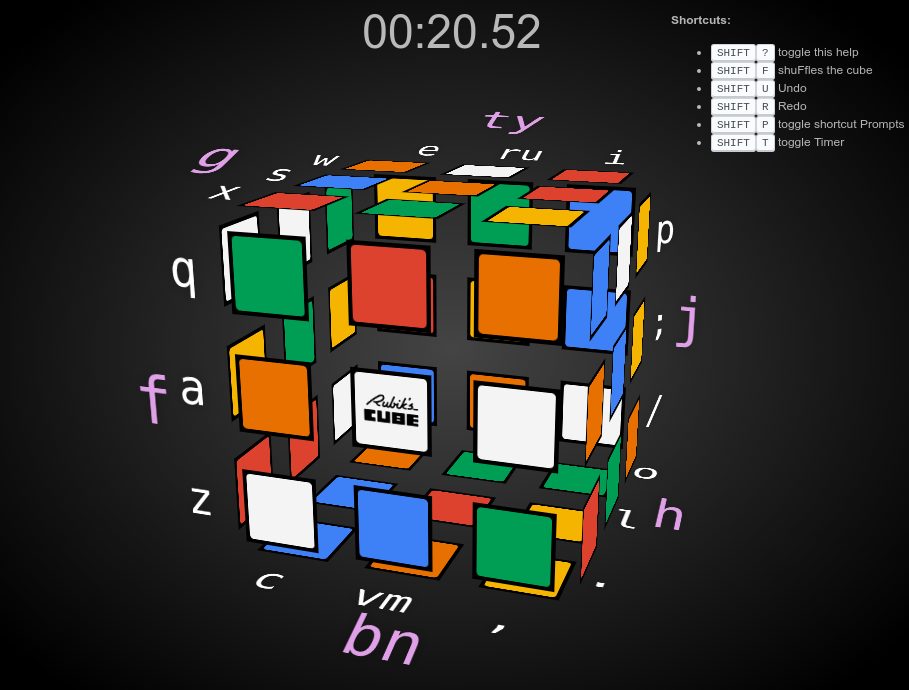 00:20.52
Shortcuts:
SHIFT ? toggle this help
SHIFT F shuFfles the cube
SHIFT U Undo
SHIFT R Redo
SHIFT P toggle shortcut Prompts
SHIFT T toggle Timer
ty
g
x s w e ru i
q
p
; j
f a
/
Rubik's
CUBE
z
o
l h
c
vm
,
.
bn